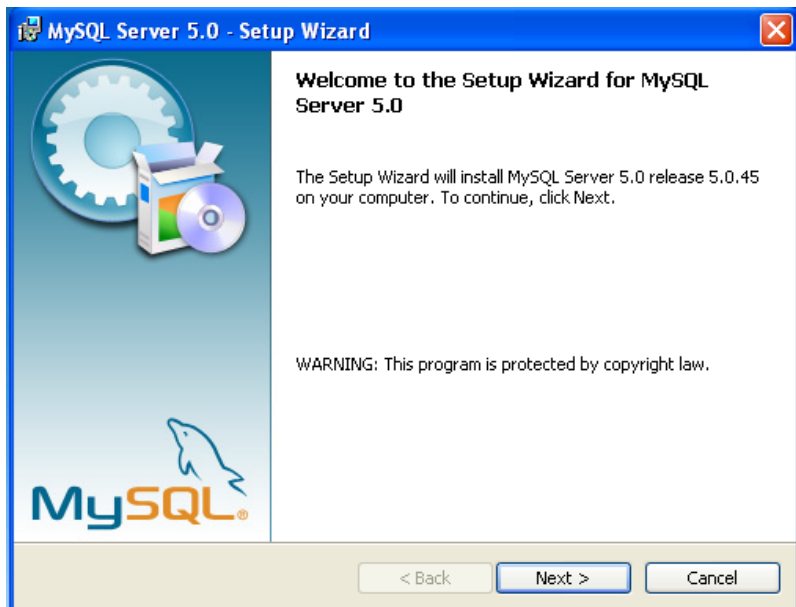 MySQL Server 5.0 - Setup Wizard
Welcome to the Setup Wizard for MySQL
Server 5.0
The Setup Wizard will install MySQL Server 5.0 release 5.0.45
on your computer. To continue, click Next.
WARNING: This program is protected by copyright law.
MySQL®
< Back
Next >
Cancel